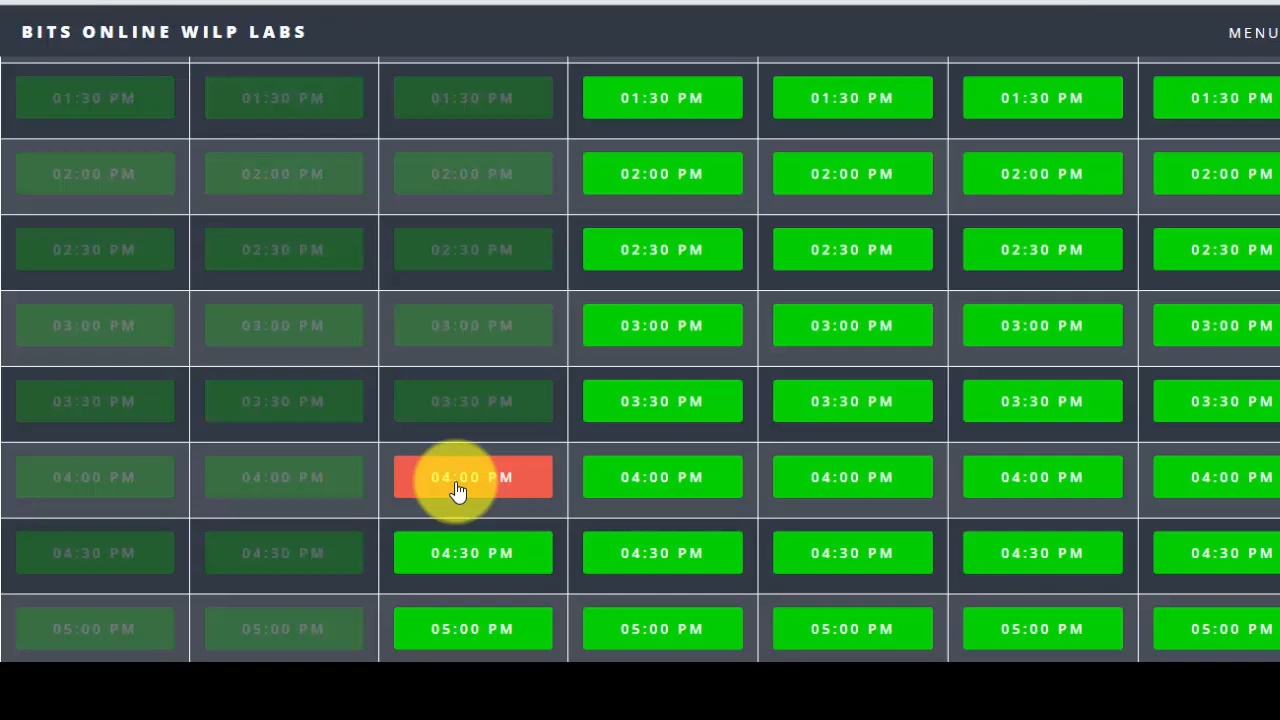 BITS ONLINE WILP LABS MENU
01:30 PM 01:30 PM 01:30 PM 01:30 PM 01:30 PM 01:30 PM 01:30 PM
02:00 PM 02:00 PM 02:00 PM 02:00 PM 02:00 PM 02:00 PM 02:00 PM
02:30 PM 02:30 PM 02:30 PM 02:30 PM 02:30 PM 02:30 PM 02:30 PM
03:00 PM 03:00 PM 03:00 PM 03:00 PM 03:00 PM 03:00 PM 03:00 PM
03:30 PM 03:30 PM 03:30 PM 03:30 PM 03:30 PM 03:30 PM 03:30 PM
04:00 PM 04:00 PM 04:00 PM 04:00 PM 04:00 PM 04:00 PM 04:00 PM
04:30 PM 04:30 PM 04:30 PM 04:30 PM 04:30 PM 04:30 PM 04:30 PM
05:00 PM 05:00 PM 05:00 PM 05:00 PM 05:00 PM 05:00 PM 05:00 PM